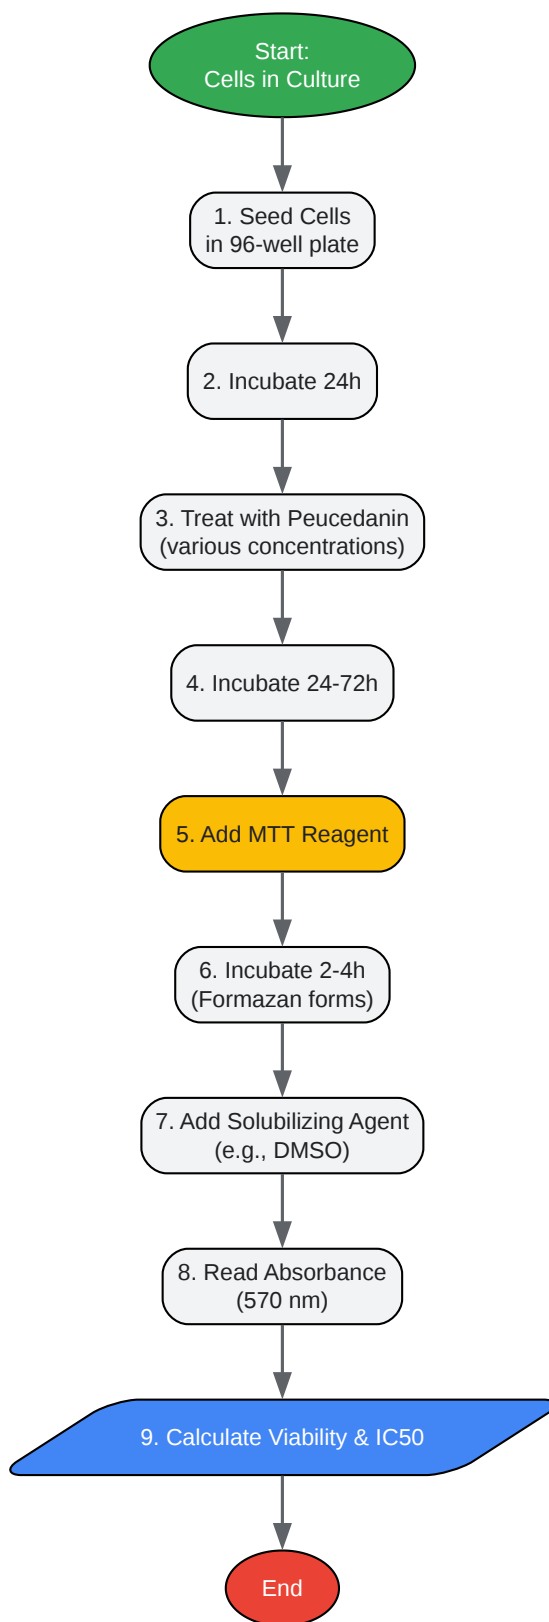 Start:
Cells in Culture
1. Seed Cells
in 96-well plate
2. Incubate 24h
3. Treat with Peucedanin
(various concentrations)
4. Incubate 24-72h
5. Add MTT Reagent
6. Incubate 2-4h
(Formazan forms)
7. Add Solubilizing Agent
(e.g., DMSO)
8. Read Absorbance
(570 nm)
9. Calculate Viability & IC50
End